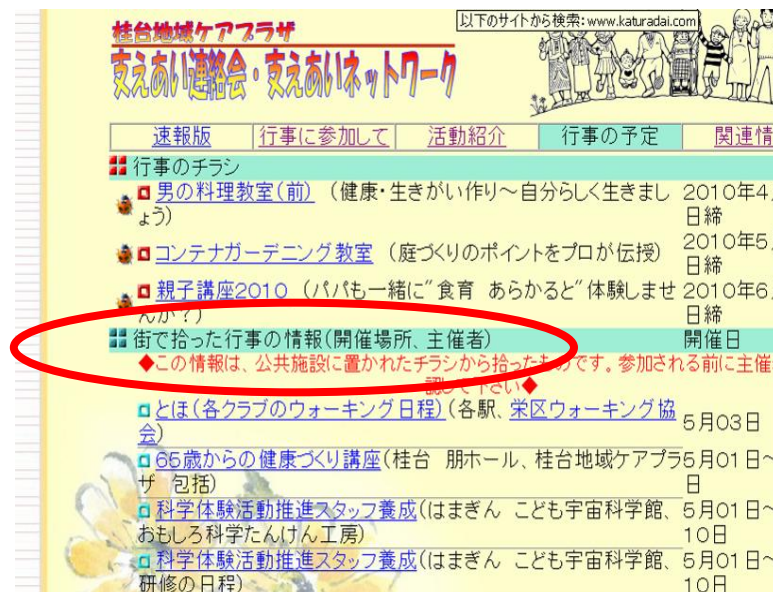 以下のサイトから検索:www.katuradai.com
桂台地域ケアプラザ
支えあい連絡会・支えあいネットワーク
速報版 行事に参加して 活動紹介 行事の予定 関連情
行事のチラシ
男の料理教室(前) (健康・生きがい作り~自分らしく生きまし 2010年4.
ょう) 日締
コンテナガーデニング教室 (庭づくりのポイントをプロが伝授) 2010年5.
日締
親子講座2010 (パパも一緒に"食育 あらかると"体験しませ 2010年6.
んか?) 日締
街で拾った行事の情報(開催場所、主催者) 開催日
◆この情報は、公共施設に置かれたチラシから拾ったものです。参加される前に主催
認して下さい◆
とほ(各クラブのウォーキング日程)(各駅、栄区ウォーキング協 5月03日
会)
65歳からの健康づくり講座(桂台 朋ホール、桂台地域ケアプラ 5月01日~
ザ 包括) 日
科学体験活動推進スタッフ養成(はまぎん こども宇宙科学館、 5月01日~
おもしろ科学たんけん工房) 10日
科学体験活動推進スタッフ養成(はまぎん こども宇宙科学館、 5月01日~
研修の日程) 10日